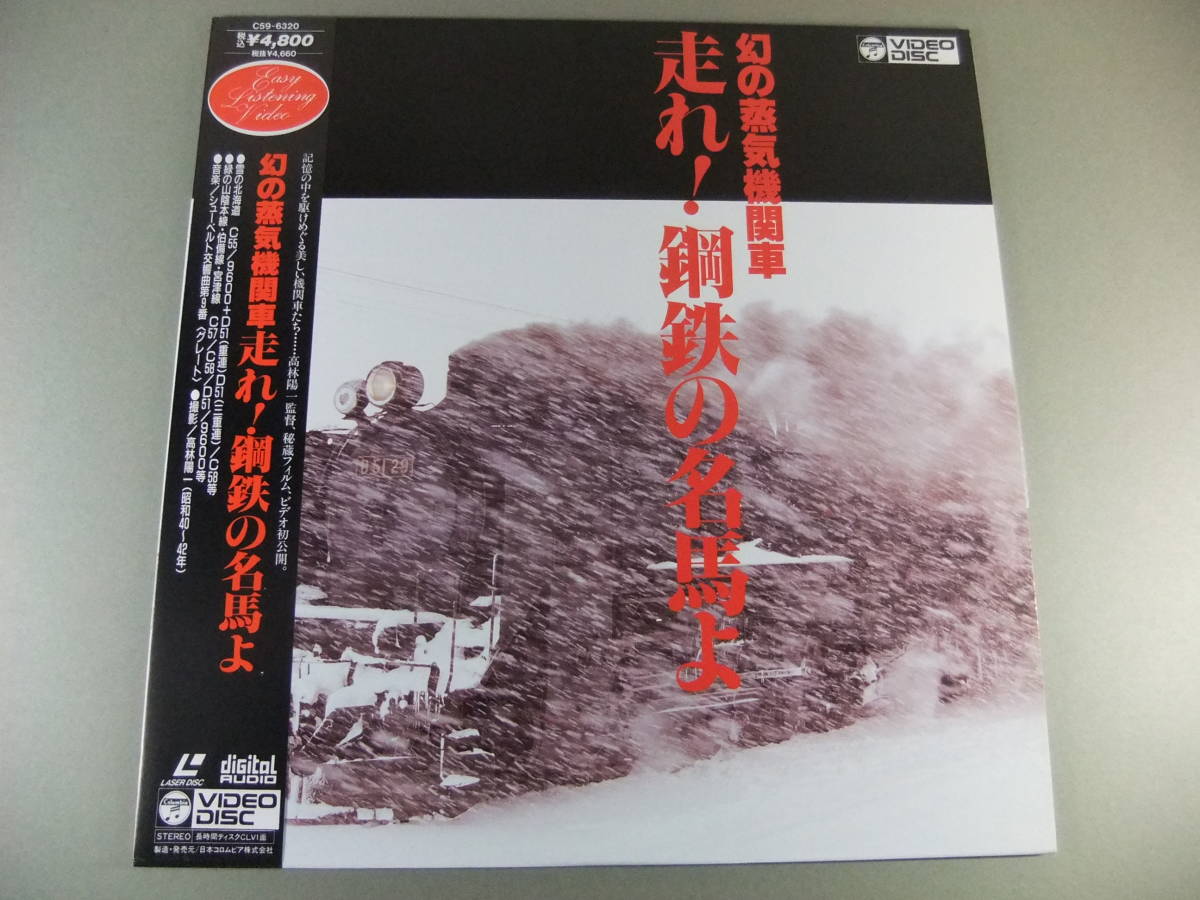 C59-6320
税込¥4,800
税抜¥4,660
Easy
Listening
Video
幻の蒸気機関車走れ!鋼鉄の名馬よ
記憶の中を駆けめぐる美しい機関車たち……高林陽一監督、秘蔵フィルム、ビデオ初公開。
●雪の北海道 C55/9600+D51(重連)D51(三重連)/C58等
●緑の山陰本線・伯備線・宮津線 C57/C58/D51/9600等
●音楽/シューベルト交響曲第9番〈グレート〉 ●撮影/高林陽一(昭和40~42年)
LASER DISC
digital
AUDIO
Columbia
VIDEO
DISC
STEREO 長時間ディスクCLV1面
製造・発売元/日本コロムビア株式会社
幻の蒸気機関車
走れ!鋼鉄の名馬よ
Columbia
VIDEO
DISC